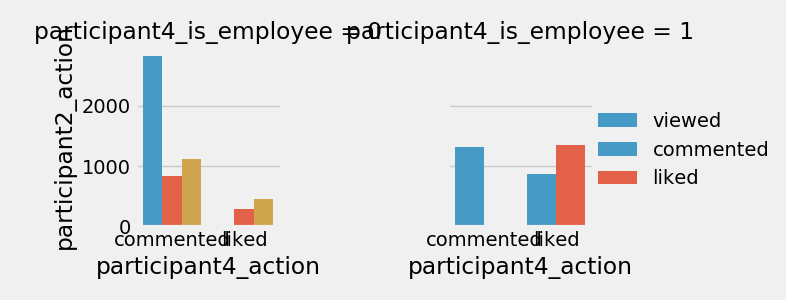 participant4_is_employee = 0
participant4_is_employee = 1
participant2_action
2000
1000
0
commented
liked
commented
liked
participant4_action
participant4_action
viewed
commented
liked